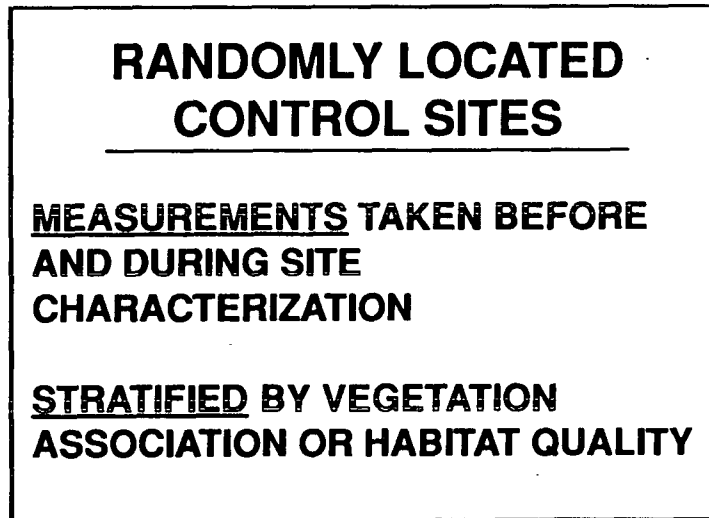 RANDOMLY LOCATED
CONTROL SITES
MEASUREMENTS TAKEN BEFORE
AND DURING SITE
CHARACTERIZATION
STRATIFIED BY VEGETATION
ASSOCIATION OR HABITAT QUALITY